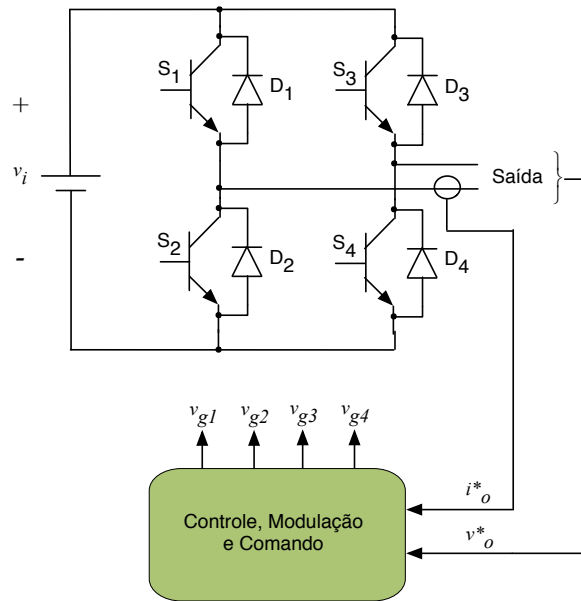 S1
D1
S3
D3
+
vi
Saída
-
S2
D2
S4
D4
vg1 vg2 vg3 vg4
Controle, Modulação
e Comando
i*o
v*o